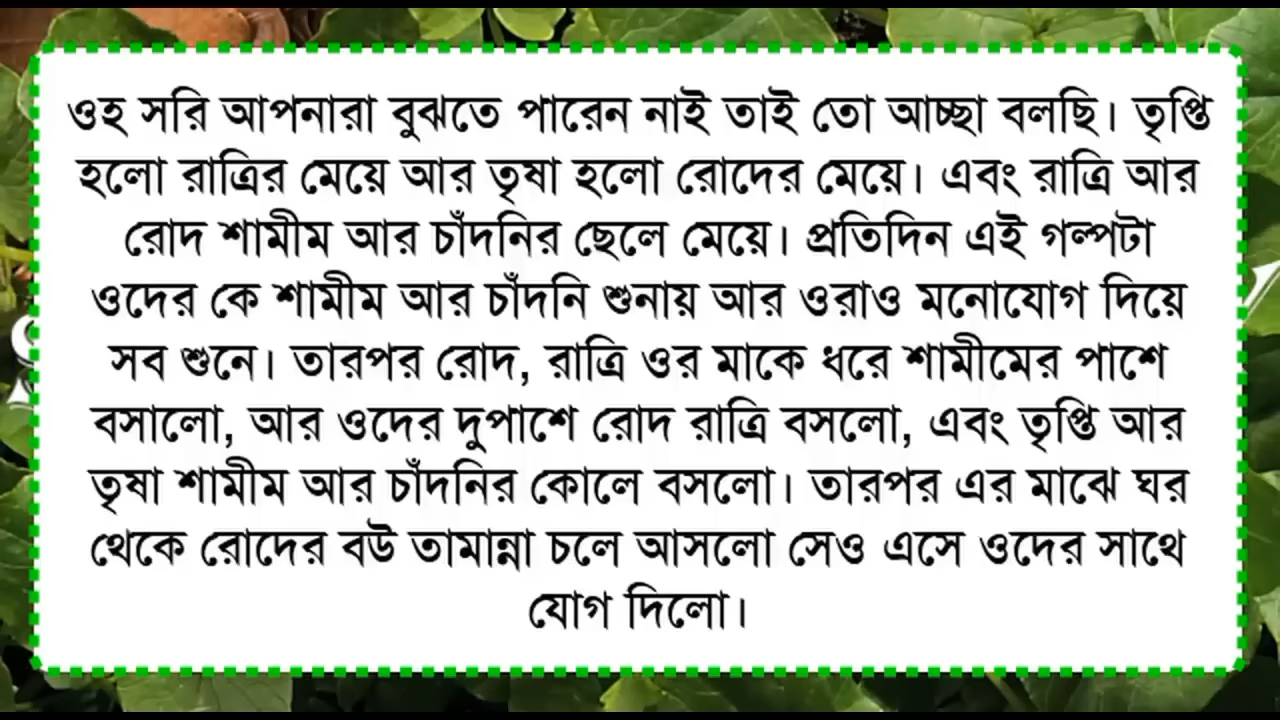 ওহ সরি আপনারা বুঝতে পারেন নাই তাই তো আচ্ছা বলছি। তৃপ্তি
হলো রাত্রির মেয়ে আর তৃষা হলো রোদের মেয়ে। এবং রাত্রি আর
রোদ শামীম আর চাঁদনির ছেলে মেয়ে। প্রতিদিন এই গল্পটা
ওদের কে শামীম আর চাঁদনি শুনায় আর ওরাও মনোযোগ দিয়ে
সব শুনে। তারপর রোদ, রাত্রি ওর মাকে ধরে শামীমের পাশে
বসালো, আর ওদের দুপাশে রোদ রাত্রি বসলো, এবং তৃপ্তি আর
তৃষা শামীম আর চাঁদনির কোলে বসলো। তারপর এর মাঝে ঘর
থেকে রোদের বউ তামান্না চলে আসলো সেও এসে ওদের সাথে
যোগ দিলো।